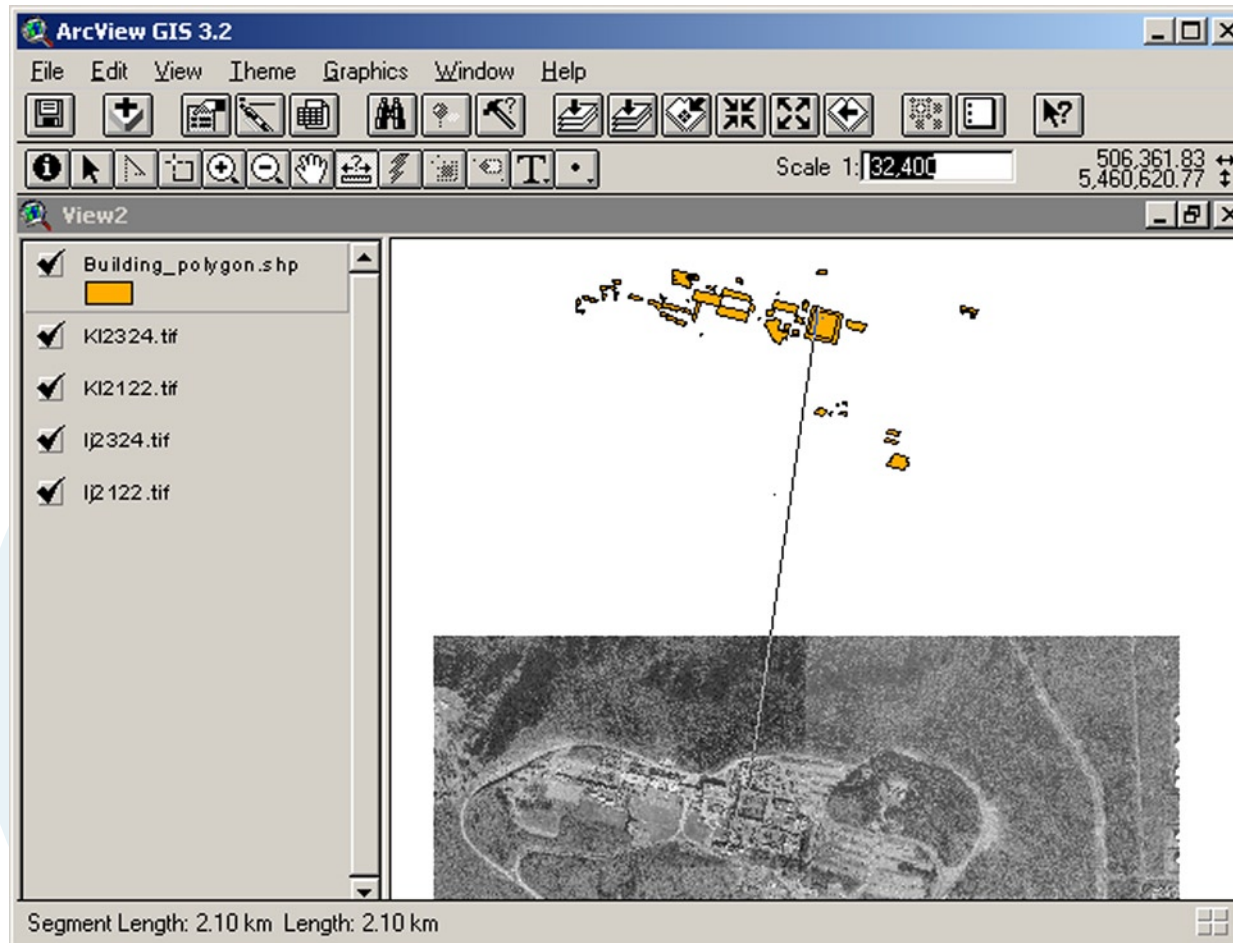 ArcView GIS 3.2
File Edit View Theme Graphics Window Help
T
Scale 1: 32,400
506,361.83
5,460,620.77
View2
Building_polygon.shp
Kl2324.tif
Kl2122.tif
Ij2324.tif
Ij2122.tif
Segment Length: 2.10 km Length: 2.10 km